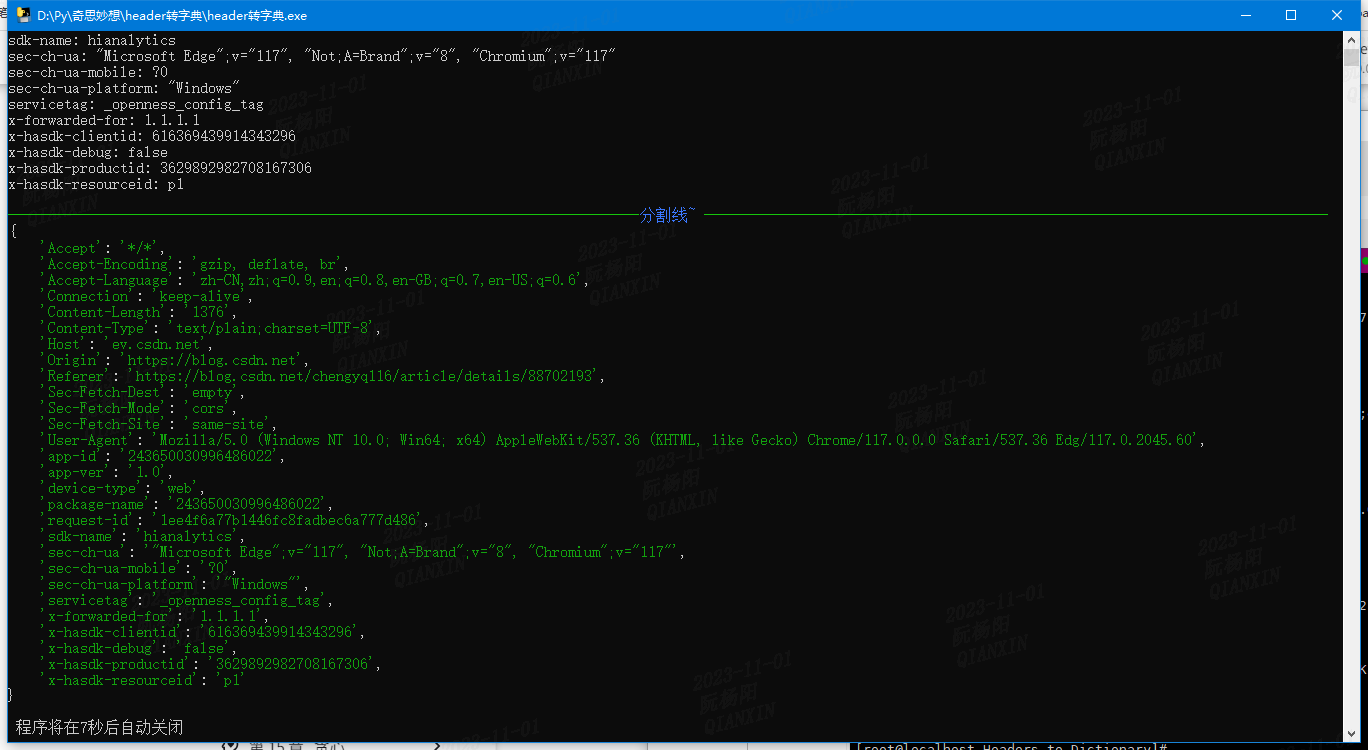 D:\Py\奇思妙想\header转字典\header转字典.exe
sdk-name: hianalytics
sec-ch-ua: "Microsoft Edge";v="117", "Not;A=Brand";v="8", "Chromium";v="117"
sec-ch-ua-mobile: ?0
sec-ch-ua-platform: "Windows"
servicetag: _openness_config_tag
x-forwarded-for: 1.1.1.1
x-hasdk-clientid: 616369439914343296
x-hasdk-debug: false
x-hasdk-productid: 3629892982708167306
x-hasdk-resourceid: p1
分割线~
{
    'Accept': '*/*',
    'Accept-Encoding': 'gzip, deflate, br',
    'Accept-Language': 'zh-CN,zh;q=0.9,en;q=0.8,en-GB;q=0.7,en-US;q=0.6',
    'Connection': 'keep-alive',
    'Content-Length': '1376',
    'Content-Type': 'text/plain;charset=UTF-8',
    'Host': 'ev.csdn.net',
    'Origin': 'https://blog.csdn.net',
    'Referer': 'https://blog.csdn.net/chengyq116/article/details/88702193',
    'Sec-Fetch-Dest': 'empty',
    'Sec-Fetch-Mode': 'cors',
    'Sec-Fetch-Site': 'same-site',
    'User-Agent': 'Mozilla/5.0 (Windows NT 10.0; Win64; x64) AppleWebKit/537.36 (KHTML, like Gecko) Chrome/117.0.0.0 Safari/537.36 Edg/117.0.2045.60',
    'app-id': '243650030996486022',
    'app-ver': '1.0',
    'device-type': 'web',
    'package-name': '243650030996486022',
    'request-id': '1ee4f6a77b1446fc8fadbec6a777d486',
    'sdk-name': 'hianalytics',
    'sec-ch-ua': '"Microsoft Edge";v="117", "Not;A=Brand";v="8", "Chromium";v="117"',
    'sec-ch-ua-mobile': '?0',
    'sec-ch-ua-platform': '"Windows"',
    'servicetag': '_openness_config_tag',
    'x-forwarded-for': '1.1.1.1',
    'x-hasdk-clientid': '616369439914343296',
    'x-hasdk-debug': 'false',
    'x-hasdk-productid': '3629892982708167306',
    'x-hasdk-resourceid': 'p1'
}
程序将在7秒后自动关闭
2023-11-01
阮杨阳
QIANXIN